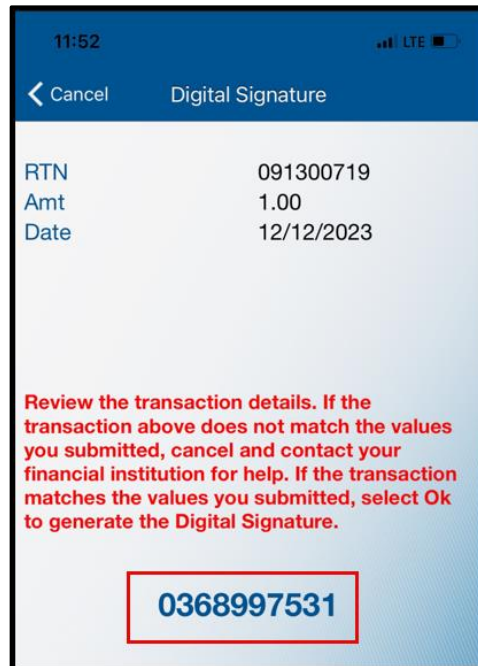 11:52 LTE
Cancel Digital Signature
RTN 091300719
Amt 1.00
Date 12/12/2023
Review the transaction details. If the
transaction above does not match the values
you submitted, cancel and contact your
financial institution for help. If the transaction
matches the values you submitted, select Ok
to generate the Digital Signature.
0368997531